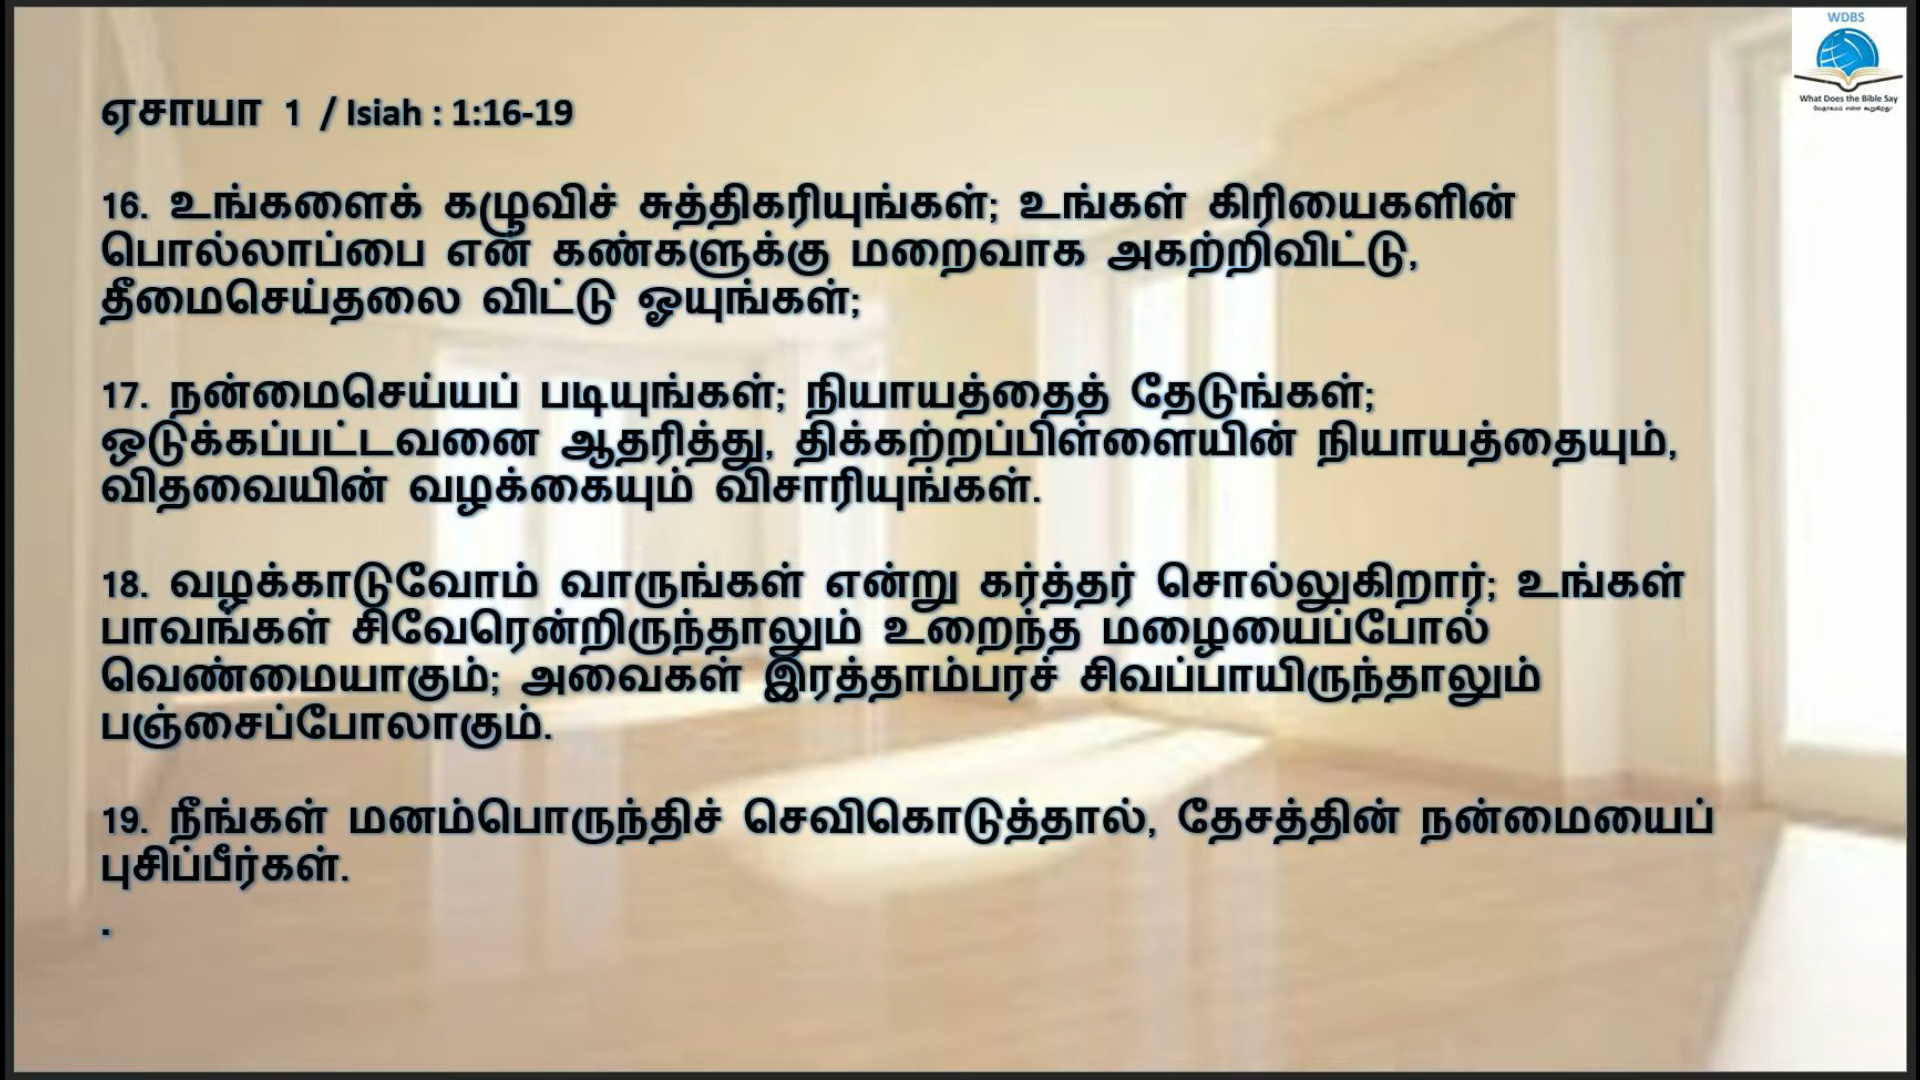 WDBS
What Does the Bible Say
வேதாகமம் என்ன கூறுகிறது?
ஏசாயா 1 / Isiah : 1:16-19
16. உங்களைக் கழுவிச் சுத்திகரியுங்கள்; உங்கள் கிரியைகளின்
பொல்லாப்பை என் கண்களுக்கு மறைவாக அகற்றிவிட்டு,
தீமைசெய்தலை விட்டு ஓயுங்கள்;
17. நன்மைசெய்யப் படியுங்கள்; நியாயத்தைத் தேடுங்கள்;
ஒடுக்கப்பட்டவனை ஆதரித்து, திக்கற்றப்பிள்ளையின் நியாயத்தையும்,
விதவையின் வழக்கையும் விசாரியுங்கள்.
18. வழக்காடுவோம் வாருங்கள் என்று கர்த்தர் சொல்லுகிறார்; உங்கள்
பாவங்கள் சிவேரென்றிருந்தாலும் உறைந்த மழையைப்போல்
வெண்மையாகும்; அவைகள் இரத்தாம்பரச் சிவப்பாயிருந்தாலும்
பஞ்சைப்போலாகும்.
19. நீங்கள் மனம்பொருந்திச் செவிகொடுத்தால், தேசத்தின் நன்மையைப்
புசிப்பீர்கள்.
.